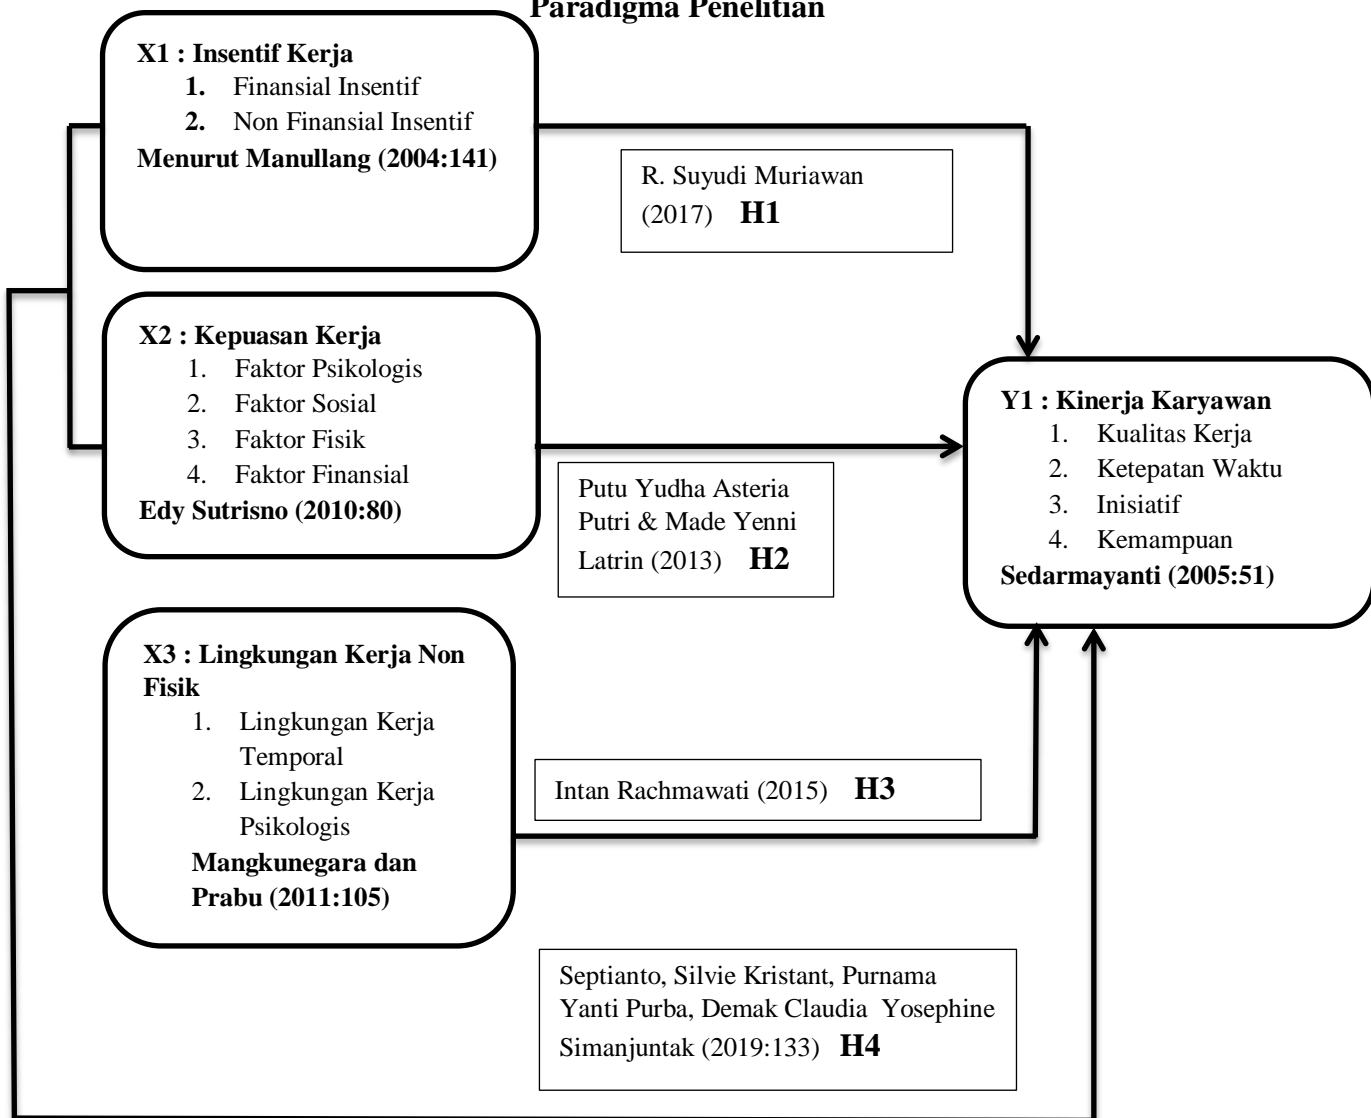 Paradigma Penelitian
X1 : Insentif Kerja
1. Finansial Insentif
2. Non Finansial Insentif
Menurut Manullang (2004:141)
R. Suyudi Muriawan
(2017) H1
X2 : Kepuasan Kerja
1. Faktor Psikologis
2. Faktor Sosial
3. Faktor Fisik
4. Faktor Finansial
Edy Sutrisno (2010:80)
Putu Yudha Asteria
Putri & Made Yenni
Latrin (2013) H2
Y1 : Kinerja Karyawan
1. Kualitas Kerja
2. Ketepatan Waktu
3. Inisiatif
4. Kemampuan
Sedarmayanti (2005:51)
X3 : Lingkungan Kerja Non
Fisik
1. Lingkungan Kerja
Temporal
2. Lingkungan Kerja
Psikologis
Mangkunegara dan
Prabu (2011:105)
Intan Rachmawati (2015) H3
Septianto, Silvie Kristant, Purnama
Yanti Purba, Demak Claudia Yosephine
Simanjuntak (2019:133) H4